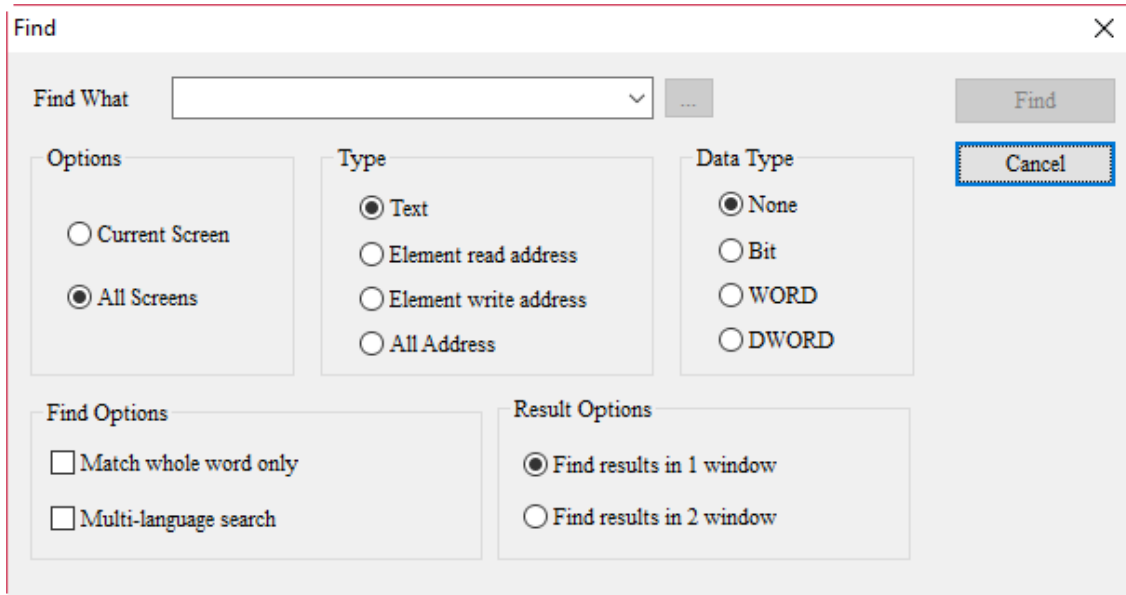 Find
Find What
...
Find
Cancel
Options
Current Screen
All Screens
Type
Text
Element read address
Element write address
All Address
Data Type
None
Bit
WORD
DWORD
Find Options
Match whole word only
Multi-language search
Result Options
Find results in 1 window
Find results in 2 window